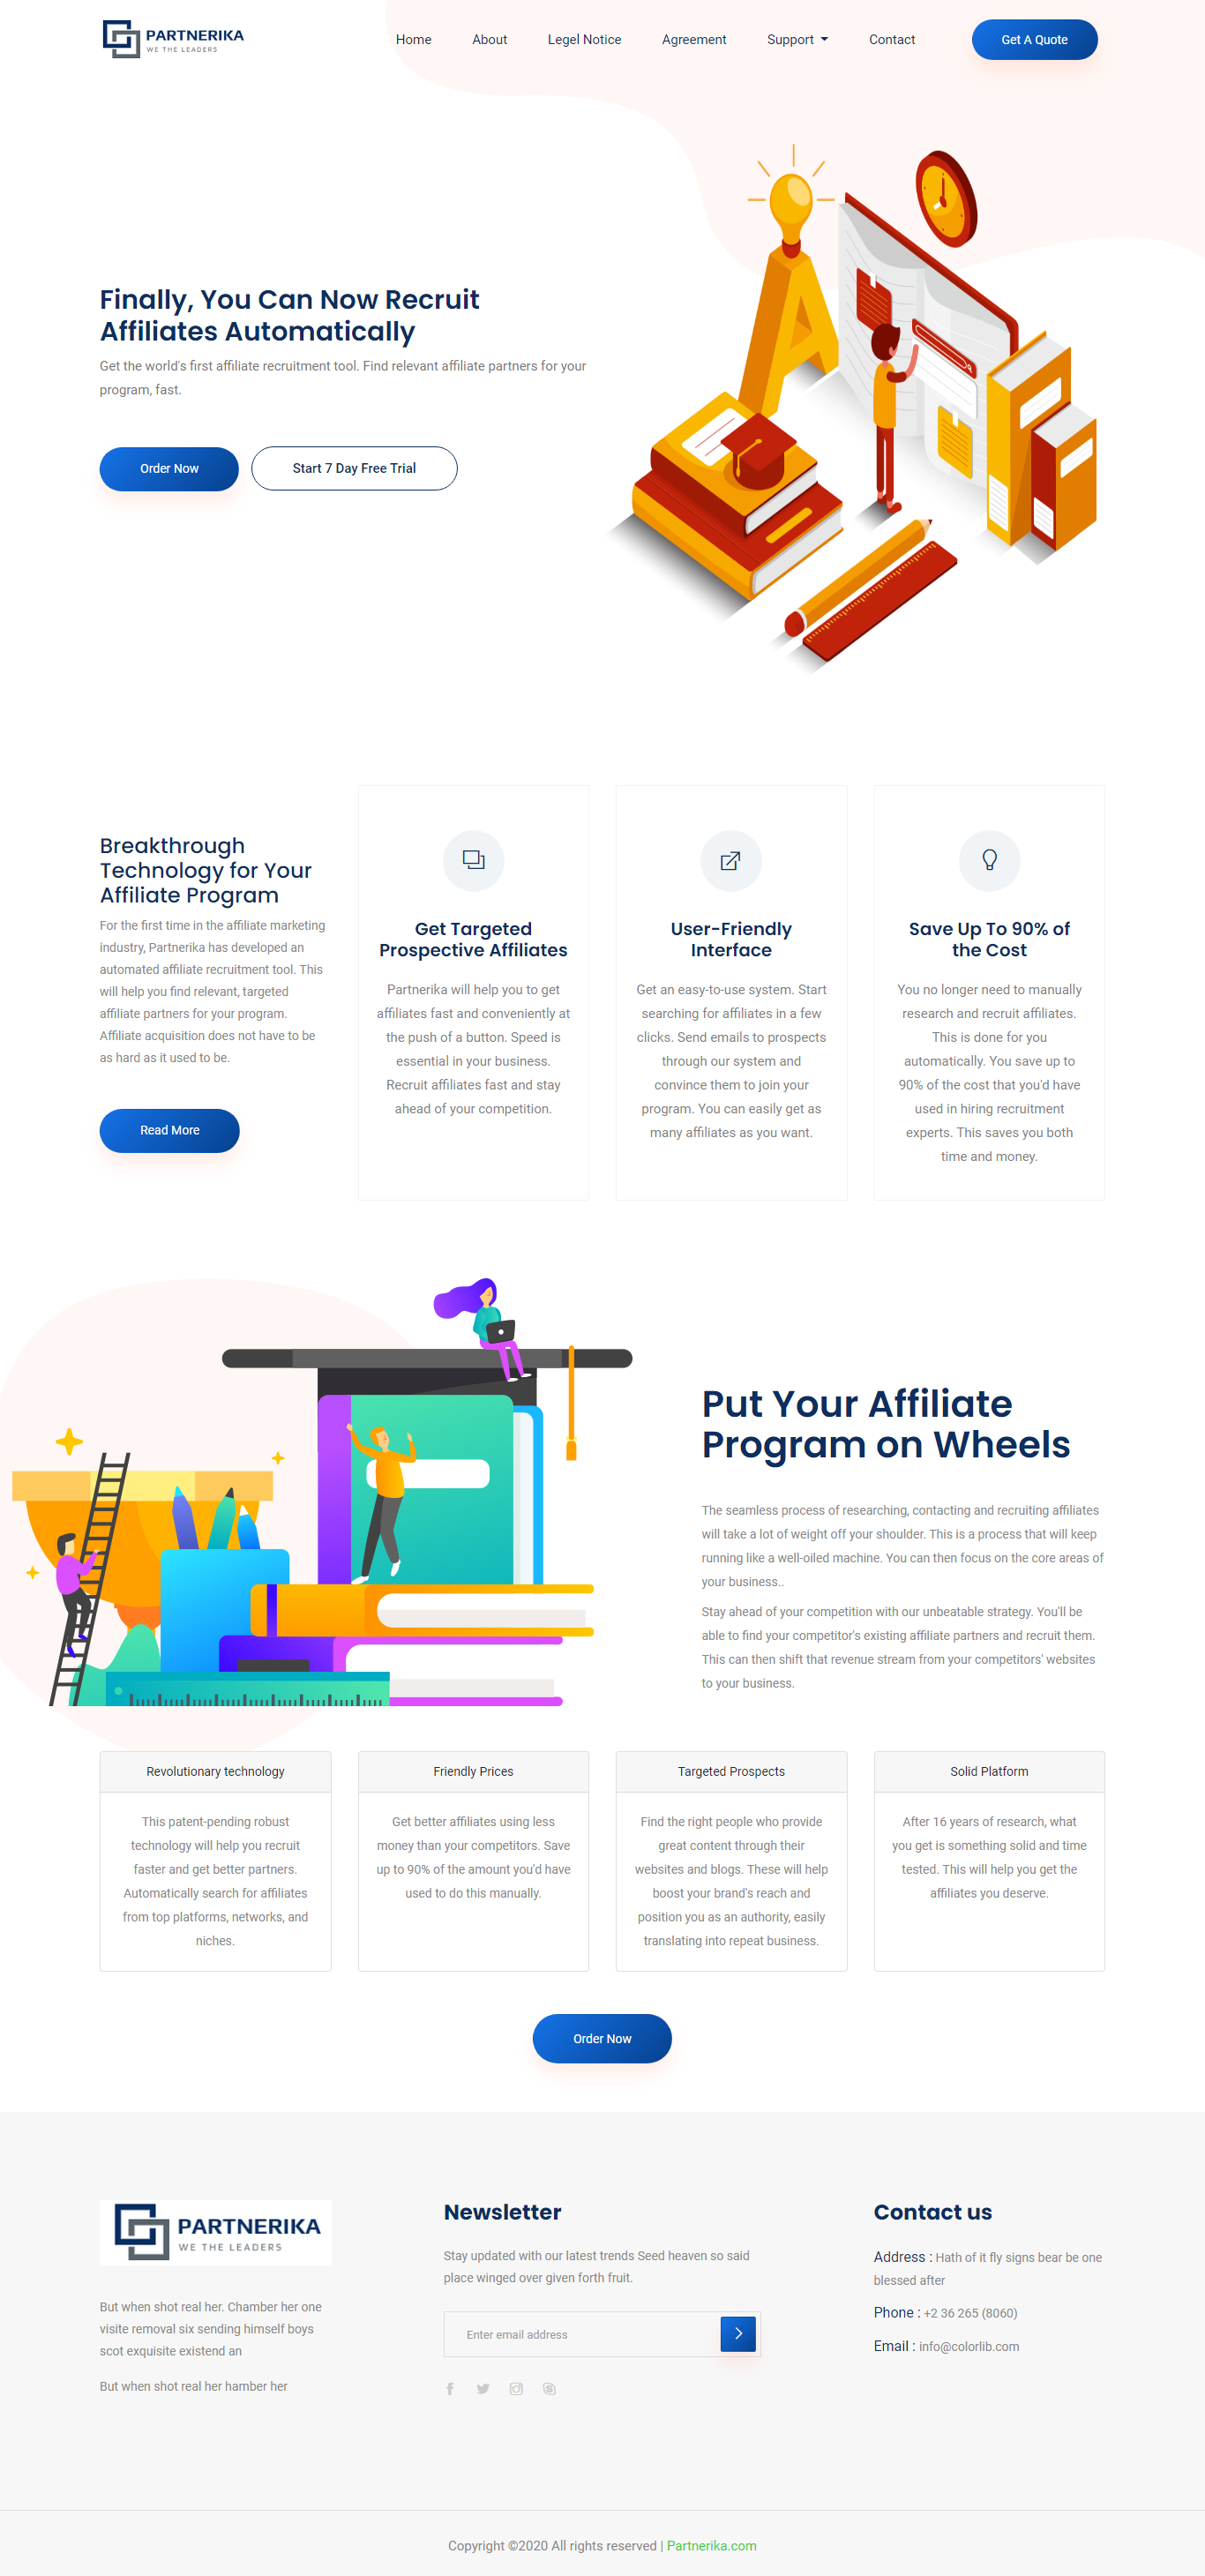 PARTNERIKA
WE THE LEADERS
Home
About
Legel Notice
Agreement
Support
Contact
Get A Quote
Finally, You Can Now Recruit
Affiliates Automatically
Get the world's first affiliate recruitment tool. Find relevant affiliate partners for your
program, fast.
Order Now
Start 7 Day Free Trial
Breakthrough
Technology for Your
Affiliate Program
For the first time in the affiliate marketing
industry, Partnerika has developed an
automated affiliate recruitment tool. This
will help you find relevant, targeted
affiliate partners for your program.
Affiliate acquisition does not have to be
as hard as it used to be.
Read More
Get Targeted
Prospective Affiliates
Partnerika will help you to get
affiliates fast and conveniently at
the push of a button. Speed is
essential in your business.
Recruit affiliates fast and stay
ahead of your competition.
User-Friendly
Interface
Get an easy-to-use system. Start
searching for affiliates in a few
clicks. Send emails to prospects
through our system and
convince them to join your
program. You can easily get as
many affiliates as you want.
Save Up To 90% of
the Cost
You no longer need to manually
research and recruit affiliates.
This is done for you
automatically. You save up to
90% of the cost that you'd have
used in hiring recruitment
experts. This saves you both
time and money.
Put Your Affiliate
Program on Wheels
The seamless process of researching, contacting and recruiting affiliates
will take a lot of weight off your shoulder. This is a process that will keep
running like a well-oiled machine. You can then focus on the core areas of
your business..
Stay ahead of your competition with our unbeatable strategy. You'll be
able to find your competitor's existing affiliate partners and recruit them.
This can then shift that revenue stream from your competitors' websites
to your business.
Revolutionary technology
This patent-pending robust
technology will help you recruit
faster and get better partners.
Automatically search for affiliates
from top platforms, networks, and
niches.
Friendly Prices
Get better affiliates using less
money than your competitors. Save
up to 90% of the amount you'd have
used to do this manually.
Targeted Prospects
Find the right people who provide
great content through their
websites and blogs. These will help
boost your brand's reach and
position you as an authority, easily
translating into repeat business.
Solid Platform
After 16 years of research, what
you get is something solid and time
tested. This will help you get the
affiliates you deserve.
Order Now
PARTNERIKA
WE THE LEADERS
But when shot real her. Chamber her one
visite removal six sending himself boys
scot exquisite existend an
But when shot real her hamber her
Newsletter
Stay updated with our latest trends Seed heaven so said
place winged over given forth fruit.
Enter email address
Contact us
Address : Hath of it fly signs bear be one
blessed after
Phone : +2 36 265 (8060)
Email : info@colorlib.com
Copyright ©2020 All rights reserved | Partnerika.com